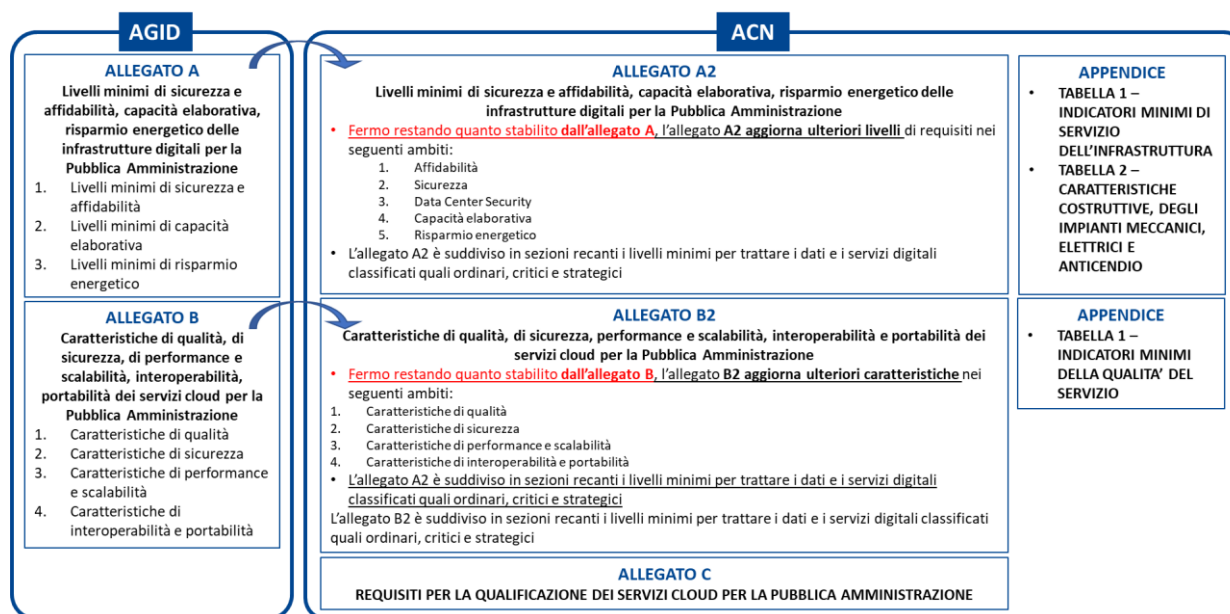 AGID
ALLEGATO A
Livelli minimi di sicurezza e
affidabilità, capacità elaborativa,
risparmio energetico delle
infrastrutture digitali per la
Pubblica Amministrazione
1. Livelli minimi di sicurezza e
affidabilità
2. Livelli minimi di capacità
elaborativa
3. Livelli minimi di risparmio
energetico
ALLEGATO B
Caratteristiche di qualità, di
sicurezza, di performance e
scalabilità, interoperabilità,
portabilità dei servizi cloud per la
Pubblica Amministrazione
1. Caratteristiche di qualità
2. Caratteristiche di sicurezza
3. Caratteristiche di performance
e scalabilità
4. Caratteristiche di
interoperabilità e portabilità
ACN
ALLEGATO A2
Livelli minimi di sicurezza e affidabilità, capacità elaborativa, risparmio energetico delle
infrastrutture digitali per la Pubblica Amministrazione
• Fermo restando quanto stabilito dall'allegato A, l'allegato A2 aggiorna ulteriori livelli di requisiti nei
seguenti ambiti:
1. Affidabilità
2. Sicurezza
3. Data Center Security
4. Capacità elaborativa
5. Risparmio energetico
• L'allegato A2 è suddiviso in sezioni recanti i livelli minimi per trattare i dati e i servizi digitali
classificati quali ordinari, critici e strategici
APPENDICE
• TABELLA 1 –
INDICATORI MINIMI DI
SERVIZIO
DELL'INFRASTRUTTURA
• TABELLA 2 –
CARATTERISTICHE
COSTRUTTIVE, DEGLI
IMPIANTI MECCANICI,
ELETTRICI E
ANTICENDIO
ALLEGATO B2
Caratteristiche di qualità, di sicurezza, performance e scalabilità, interoperabilità e portabilità dei
servizi cloud per la Pubblica Amministrazione
• Fermo restando quanto stabilito dall'allegato B, l'allegato B2 aggiorna ulteriori caratteristiche nei
seguenti ambiti:
1. Caratteristiche di qualità
2. Caratteristiche di sicurezza
3. Caratteristiche di performance e scalabilità
4. Caratteristiche di interoperabilità e portabilità
• L'allegato A2 è suddiviso in sezioni recanti i livelli minimi per trattare i dati e i servizi digitali
classificati quali ordinari, critici e strategici
L'allegato B2 è suddiviso in sezioni recanti i livelli minimi per trattare i dati e i servizi digitali classificati
quali ordinari, critici e strategici
APPENDICE
• TABELLA 1 –
INDICATORI MINIMI
DELLA QUALITA' DEL
SERVIZIO
ALLEGATO C
REQUISITI PER LA QUALIFICAZIONE DEI SERVIZI CLOUD PER LA PUBBLICA AMMINISTRAZIONE